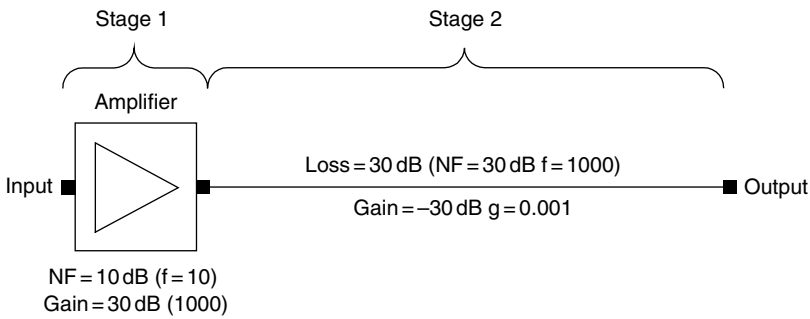 Stage 1
Stage 2
Amplifier
Input
Loss = 30 dB (NF = 30 dB f = 1000)
Gain = –30 dB g = 0.001
Output
NF = 10 dB (f = 10)
Gain = 30 dB (1000)